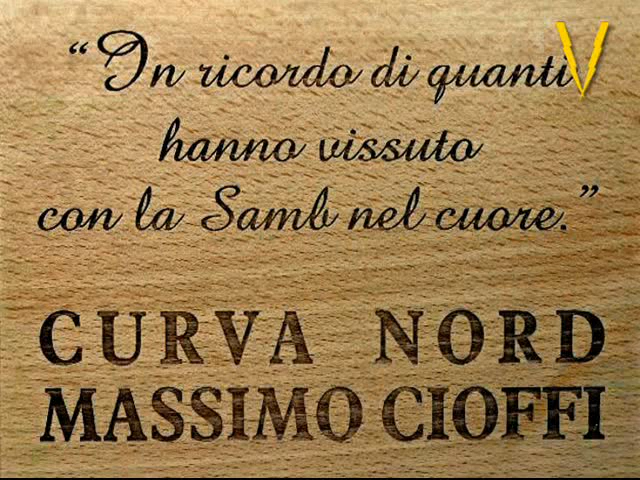 “In ricordo di quanti
hanno vissuto
con la Samb nel cuore.”
CURVA NORD
MASSIMO CIOFFI
V